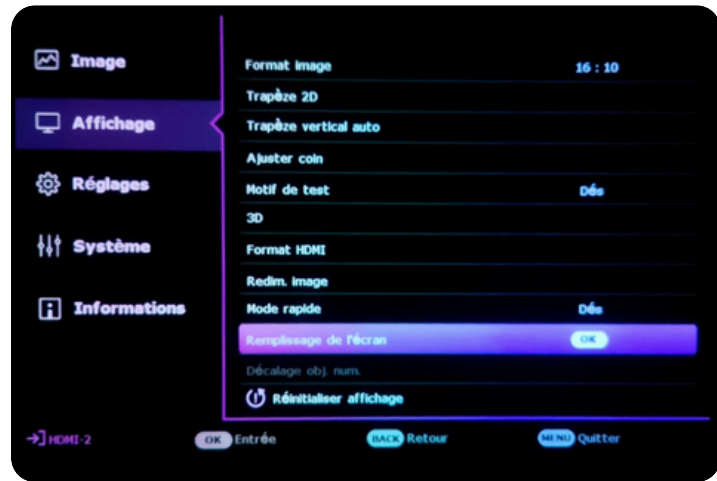 Image
Affichage
Réglages
Système
Informations
Format image 16 : 10
Trapèze 2D
Trapèze vertical auto
Ajuster coin
Motif de test Dés
3D
Format HDMI
Redim. image
Mode rapide Dés
Remplissage de l'écran OK
Décalage obj. num.
Réinitialiser affichage
HDMI-2 OK Entrée BACK Retour MENU Quitter